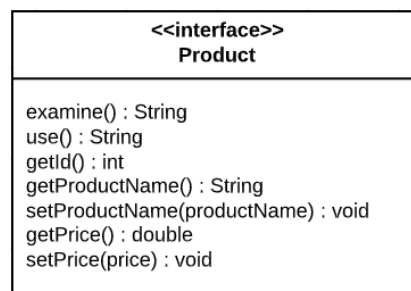 <<interface>>
Product
examine() : String
use() : String
getId() : int
getProductName() : String
setProductName(productName) : void
getPrice() : double
setPrice(price) : void